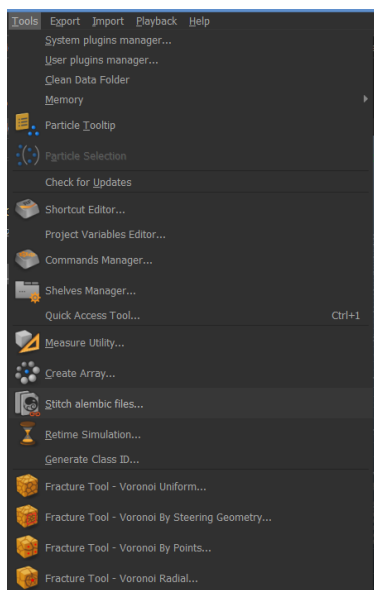 Tools Export Import Playback Help
System plugins manager...
User plugins manager...
Clean Data Folder
Memory
Particle Tooltip
Particle Selection
Check for Updates
Shortcut Editor...
Project Variables Editor...
Commands Manager...
Shelves Manager...
Quick Access Tool... Ctrl+1
Measure Utility...
Create Array...
Stitch alembic files...
Retime Simulation...
Generate Class ID...
Fracture Tool - Voronoi Uniform...
Fracture Tool - Voronoi By Steering Geometry...
Fracture Tool - Voronoi By Points...
Fracture Tool - Voronoi Radial...